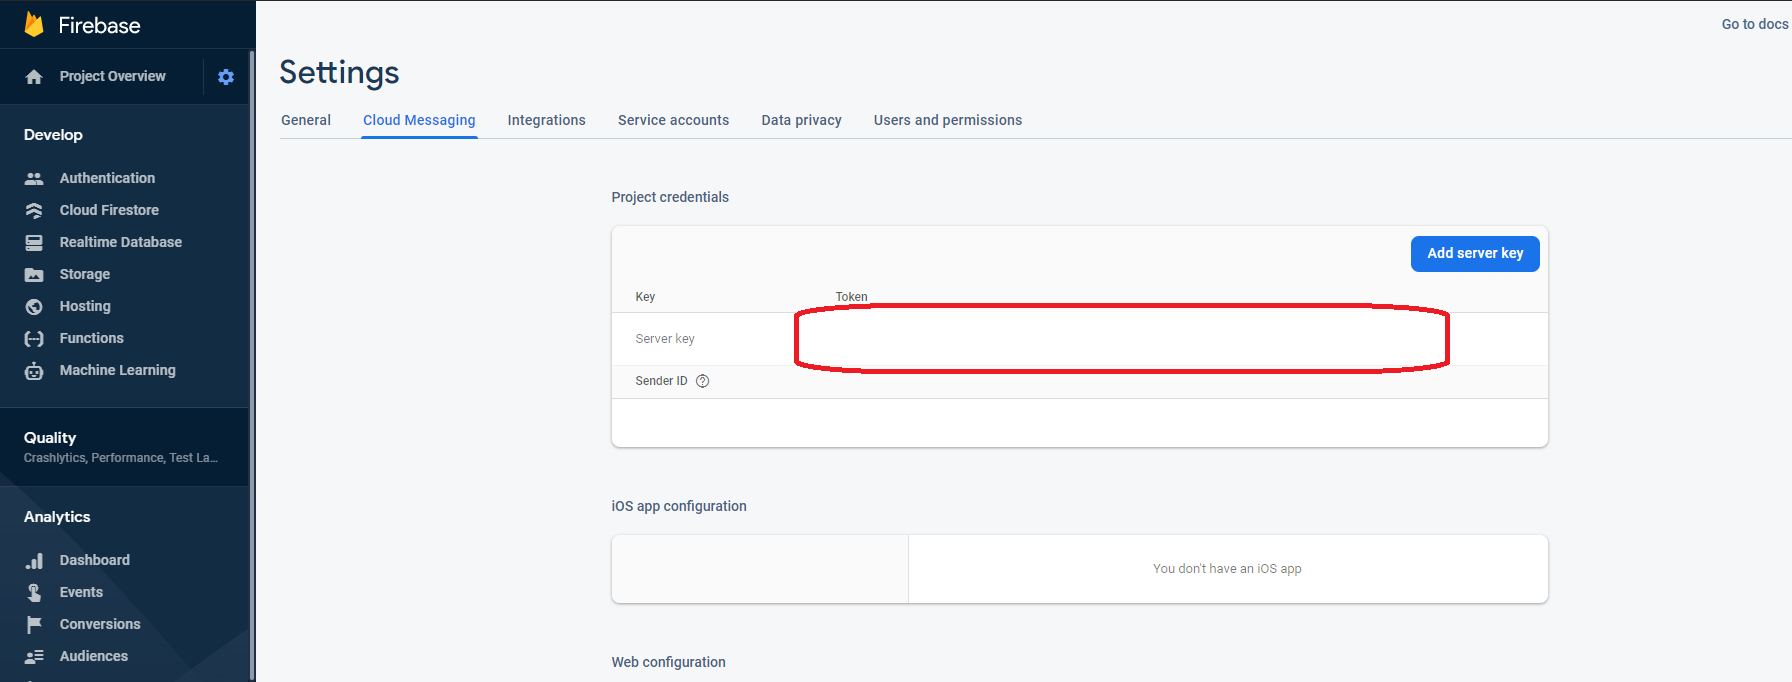 Firebase
Go to docs
Project Overview
Settings
General Cloud Messaging Integrations Service accounts Data privacy Users and permissions
Develop
Authentication
Cloud Firestore
Realtime Database
Storage
Hosting
Functions
Machine Learning
Quality
Crashlytics, Performance, Test La...
Analytics
Dashboard
Events
Conversions
Audiences
Project credentials
Add server key
Key Token
Server key
Sender ID ?
iOS app configuration
You don't have an iOS app
Web configuration